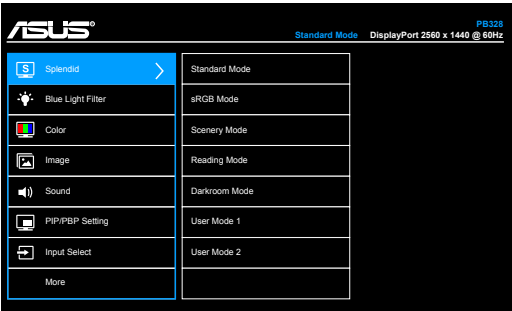 ASUS
PB328
Standard Mode DisplayPort 2560 x 1440 @ 60Hz
S Splendid
Standard Mode
Blue Light Filter
sRGB Mode
Color
Scenery Mode
Image
Reading Mode
Sound
Darkroom Mode
PIP/PBP Setting
User Mode 1
Input Select
User Mode 2
More